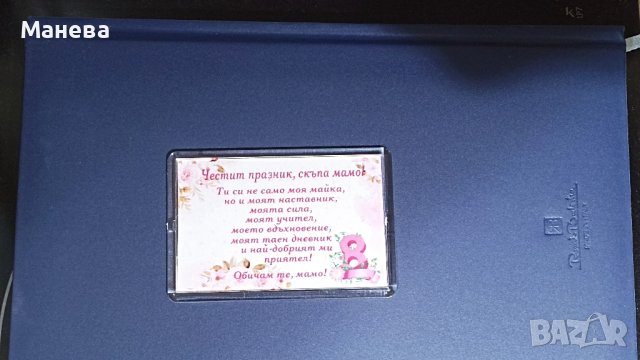 Манева
Честит празник, скъпа мамо!
Ти си не само моя майка,
но и моят наставник,
моята сила,
моят учител,
моето вдъхновение,
моят таен дневник
и най-добрият ми
приятел!
Обичам те, мамо!
8
BAZAR